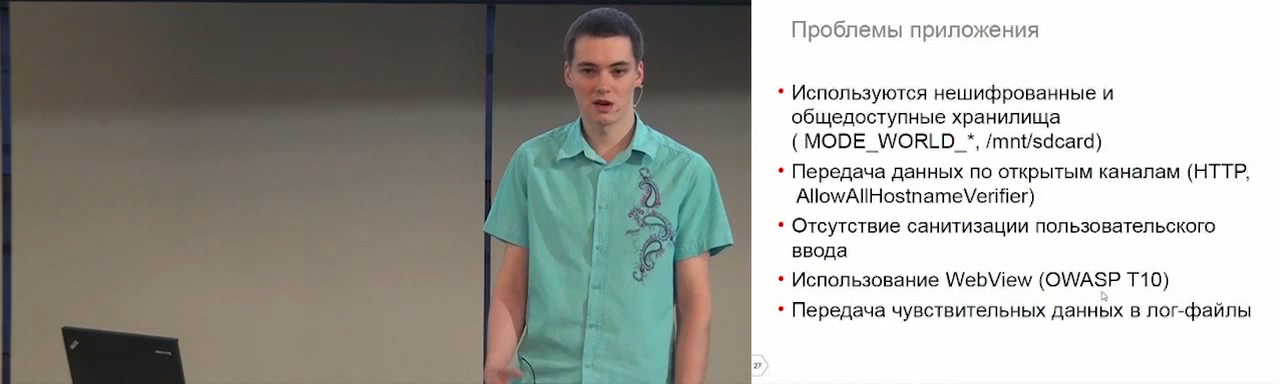 Проблемы приложения
• Используются нешифрованные и
общедоступные хранилища
( MODE_WORLD_*, /mnt/sdcard)
• Передача данных по открытым каналам (HTTP,
AllowAllHostnameVerifier)
• Отсутствие санитизации пользовательского
ввода
• Использование WebView (OWASP T10)
• Передача чувствительных данных в лог-файлы
27